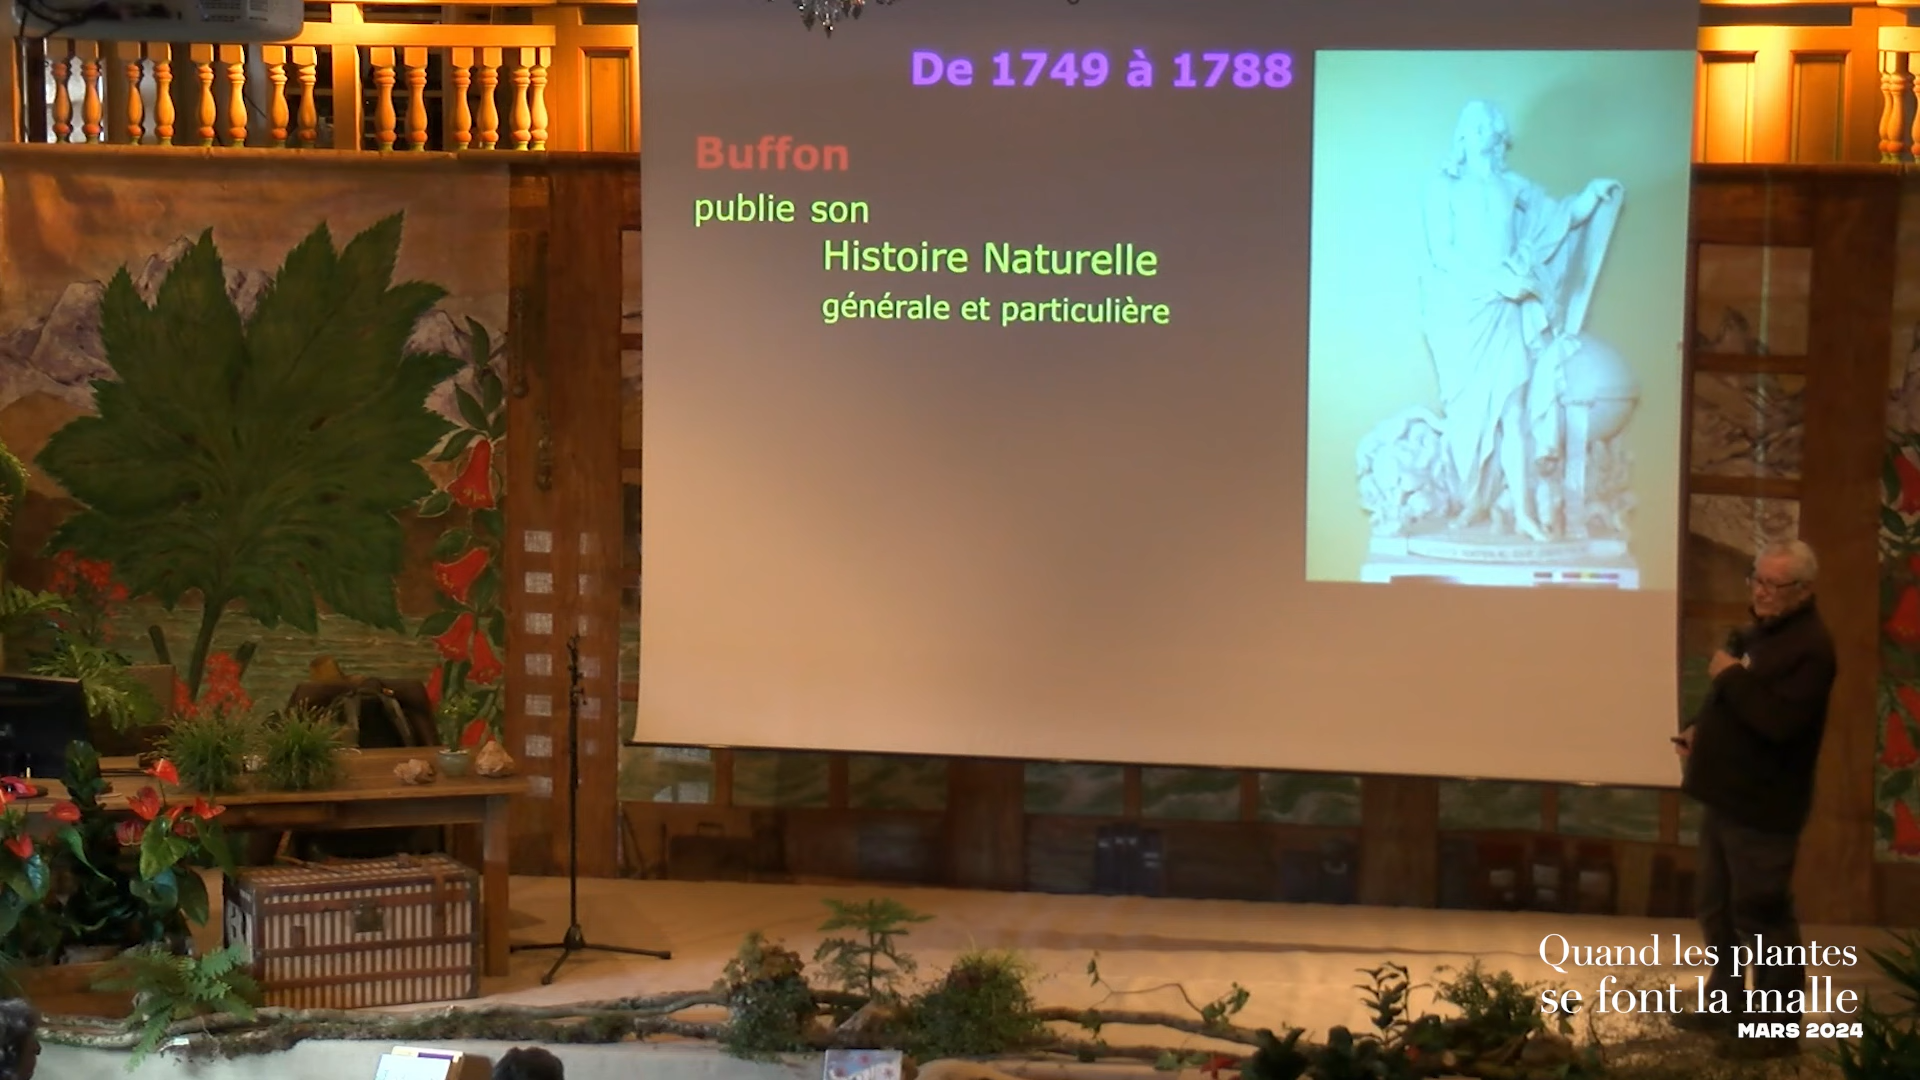 De 1749 à 1788
Buffon
publie son
Histoire Naturelle
générale et particulière
Quand les plantes
se font la malle
MARS 2024